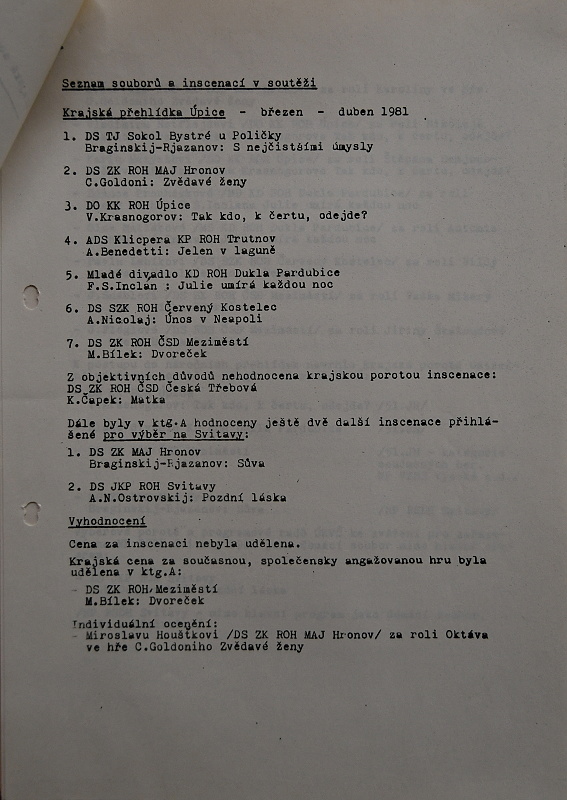 Seznam souborů a inscenací v soutěži
Krajská přehlídka Úpice - březen - duben 1981
1. DS TJ Sokol Bystré u Poličky
Braginskij-Rjazanov: S nejčistšími úmysly
2. DS ZK ROH MAJ Hronov
C.Goldoni: Zvědavé ženy
3. DO KK ROH Úpice
V.Krasnogorov: Tak kdo, k čertu, odejde?
4. ADS Klicpera KP ROH Trutnov
A.Benedetti: Jelen v laguně
5. Mladé divadlo KD ROH Dukla Pardubice
F.S.Inclan : Julie umírá každou noc
6. DS SZK ROH Červený Kostelec
A.Nicolaj: Únos v Neapoli
7. DS ZK ROH ČSD Meziměstí
M.Bílek: Dvoreček
Z objektivních důvodů nehodnocena krajskou porotou inscenace:
DS ZK ROH ČSD Česká Třebová
K.Čapek: Matka
Dále byly v ktg.A hodnoceny ještě dvě další inscenace přihlá-
šené pro výběr na Svitavy:
1. DS ZK MAJ Hronov
Braginskij-Rjazanov: Sůva
2. DS JKP ROH Svitavy
A.N.Ostrovskij: Pozdní láska
Vyhodnocení
Cena za inscenaci nebyla udělena.
Krajská cena za současnou, společensky angažovanou hru byla
udělena v ktg.A:
- DS ZK ROH Meziměstí
M.Bílek: Dvoreček
Individuální ocenění:
- Miroslavu Houštkovi /DS ZK ROH MAJ Hronov/ za roli Oktáva
ve hře C.Goldoniho Zvědavé ženy